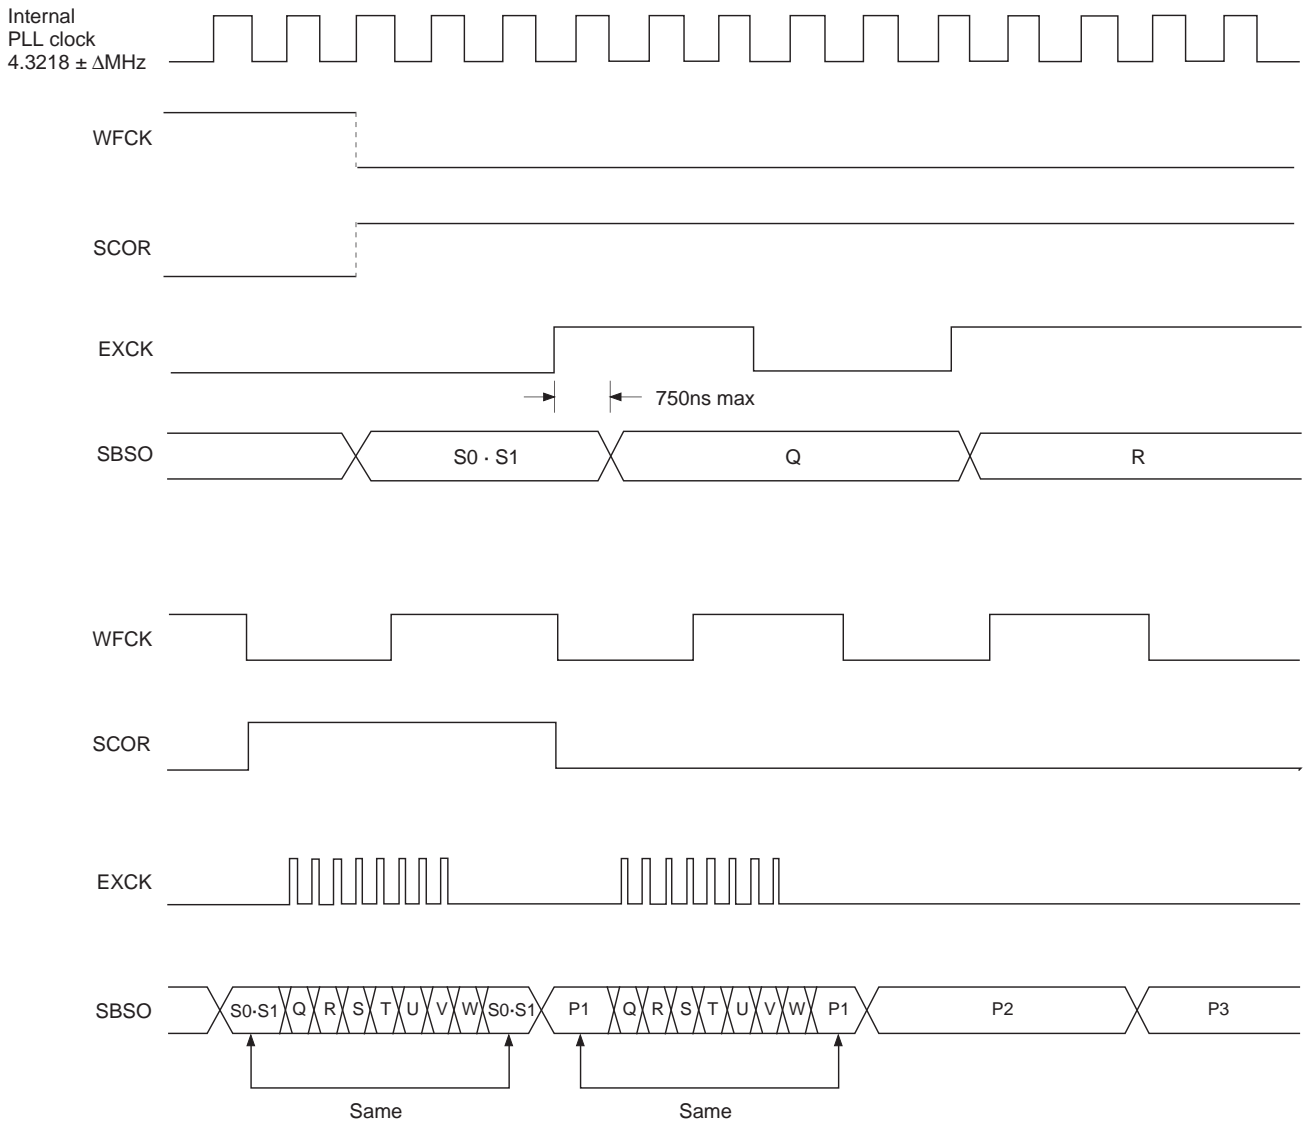 Internal
PLL clock
4.3218 ± ΔMHz
WFCK
SCOR
EXCK
750ns max
SBSO S0 · S1 Q R
WFCK
SCOR
EXCK
SBSO S0·S1 Q R S T U V W S0·S1 P1 Q R S T U V W P1 P2 P3
Same Same